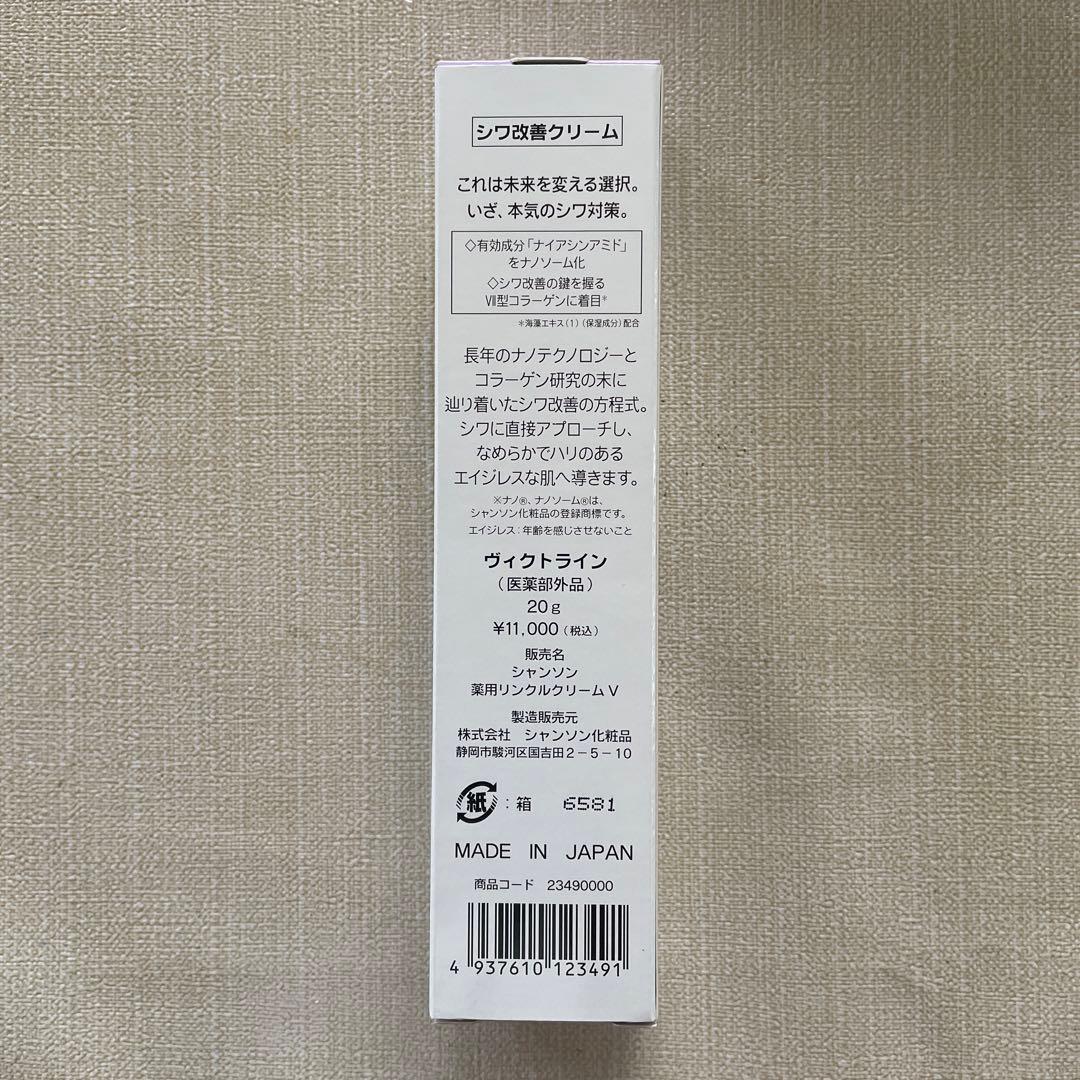 シワ改善クリーム
これは未来を変える選択。
いざ、本気のシワ対策。
◇有効成分「ナイアシンアミド」
をナノソーム化
◇シワ改善の鍵を握る
Ⅶ型コラーゲンに着目*
*海藻エキス(1)(保湿成分)配合
長年のナノテクノロジーと
コラーゲン研究の末に
辿り着いたシワ改善の方程式。
シワに直接アプローチし、
なめらかでハリのある
エイジレスな肌へ導きます。
※ナノ®、ナノソーム®は、
シャンソン化粧品の登録商標です。
エイジレス:年齢を感じさせないこと
ヴィクトライン
(医薬部外品)
20g
¥11,000(税込)
販売名
シャンソン
薬用リンクルクリームV
製造販売元
株式会社 シャンソン化粧品
静岡市駿河区国吉田2-5-10
紙:箱 6581
MADE IN JAPAN
商品コード 23490000
4 937610 123491